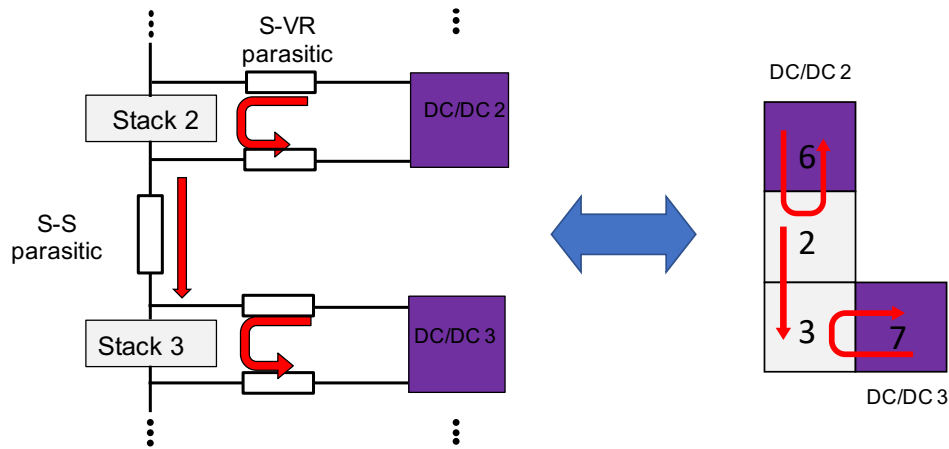 S-VR
parasitic
Stack 2
DC/DC 2
S-S
parasitic
Stack 3
DC/DC 3
DC/DC 2
6
2
3
7
DC/DC 3